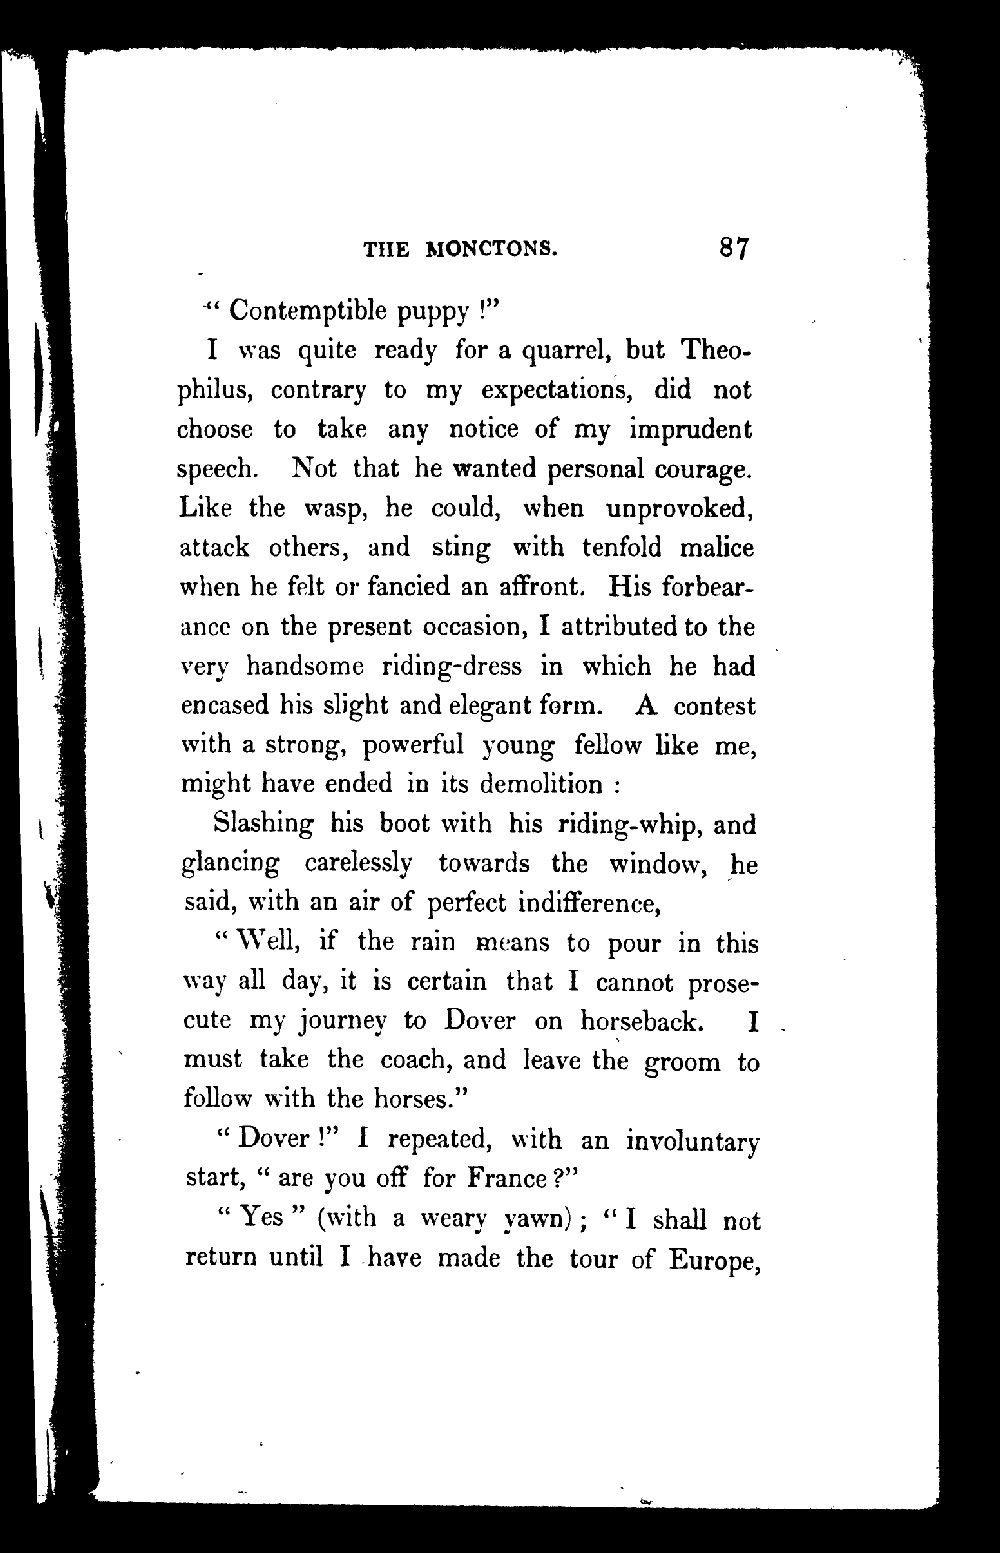 THE MONCTONS. 87
“ Contemptible puppy !”
I was quite ready for a quarrel, but Theo-
philus, contrary to my expectations, did not
choose to take any notice of my imprudent
speech. Not that he wanted personal courage.
Like the wasp, he could, when unprovoked,
attack others, and sting with tenfold malice
when he felt or fancied an affront. His forbear-
ance on the present occasion, I attributed to the
very handsome riding-dress in which he had
encased his slight and elegant form. A contest
with a strong, powerful young fellow like me,
might have ended in its demolition :
Slashing his boot with his riding-whip, and
glancing carelessly towards the window, he
said, with an air of perfect indifference,
“ Well, if the rain means to pour in this
way all day, it is certain that I cannot prose-
cute my journey to Dover on horseback. I
must take the coach, and leave the groom to
follow with the horses.”
“ Dover !” I repeated, with an involuntary
start, “ are you off for France ?”
“ Yes ” (with a weary yawn) ; “ I shall not
return until I have made the tour of Europe,